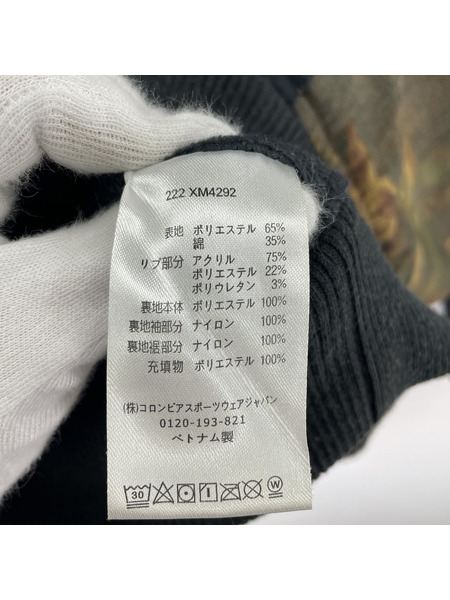 222 XM4292
表地 ポリエステル 65%
綿 35%
リブ部分 アクリル 75%
ポリエステル 22%
ポリウレタン 3%
裏地本体 ポリエステル 100%
裏地袖部分 ナイロン 100%
裏地裾部分 ナイロン 100%
充填物 ポリエステル 100%
(株)コロンビアスポーツウェアジャパン
0120-193-821
ベトナム製
30 W